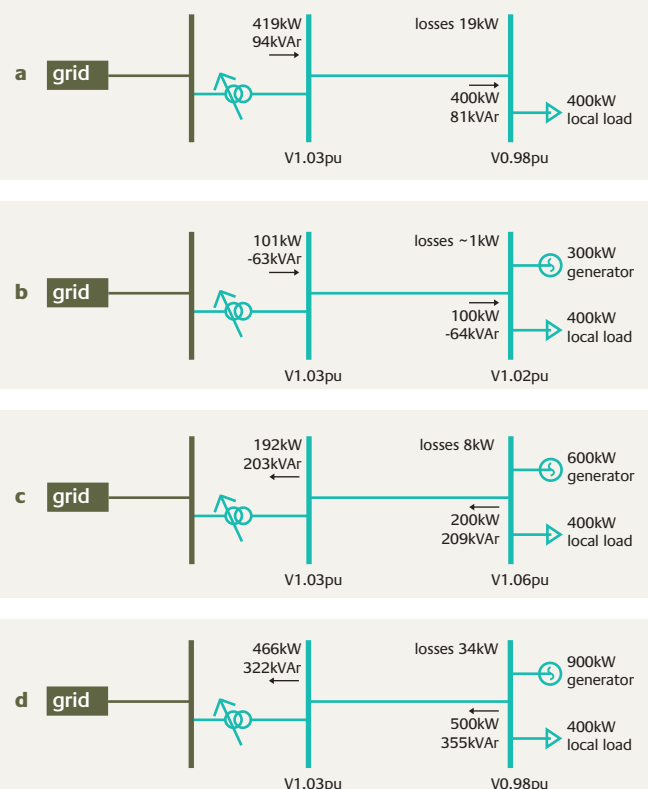 419kW
94kVAr
losses 19kW
a
grid
400kW
81kVAr
400kW
local load
V1.03pu
V0.98pu
101kW
-63kVAr
losses ~1kW
300kW
generator
b
grid
100kW
-64kVAr
400kW
local load
V1.03pu
V1.02pu
192kW
203kVAr
losses 8kW
600kW
generator
c
grid
200kW
209kVAr
400kW
local load
V1.03pu
V1.06pu
466kW
322kVAr
losses 34kW
900kW
generator
d
grid
500kW
355kVAr
400kW
local load
V1.03pu
V0.98pu